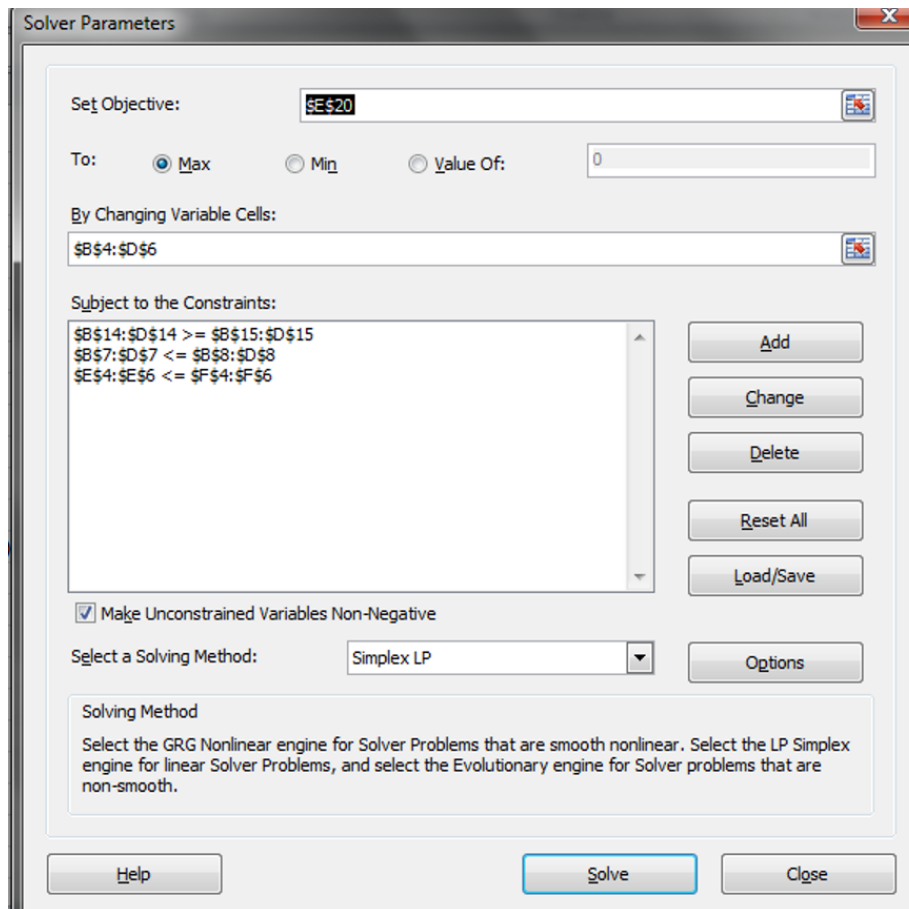 Solver Parameters
x
Set Objective:
$E$20
To:
Max
Min
Value Of:
0
By Changing Variable Cells:
$B$4:$D$6
Subject to the Constraints:
$B$14:$D$14 >= $B$15:$D$15
$B$7:$D$7 <= $B$8:$D$8
$E$4:$E$6 <= $F$4:$F$6
Add
Change
Delete
Reset All
Load/Save
Make Unconstrained Variables Non-Negative
Select a Solving Method:
Simplex LP
Options
Solving Method
Select the GRG Nonlinear engine for Solver Problems that are smooth nonlinear. Select the LP Simplex
engine for linear Solver Problems, and select the Evolutionary engine for Solver problems that are
non-smooth.
Help
Solve
Close